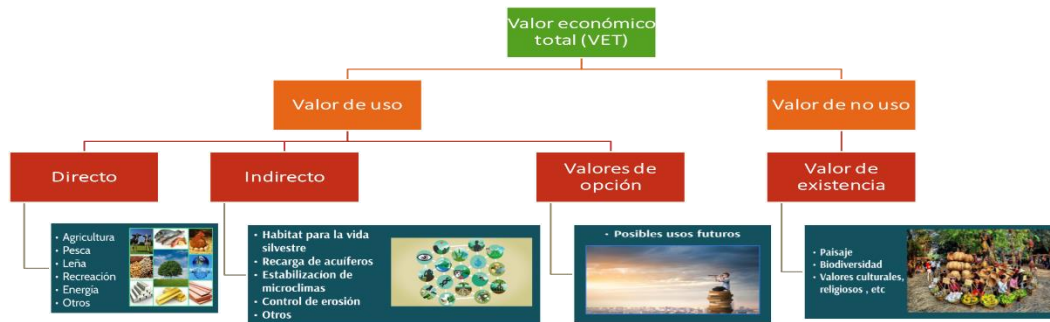 Valor económico
total (VET)
Valor de uso
Valor de no uso
Directo
Indirecto
Valores de
opción
Valor de
existencia
• Agricultura
• Pesca
• Leña
• Recreación
• Energía
• Otros
• Habitat para la vida
silvestre
• Recarga de acuíferos
• Estabilizacion de
microclimas
• Control de erosión
• Otros
• Posibles usos futuros
• Paisaje
• Biodiversidad
• Valores culturales,
religiosos , etc